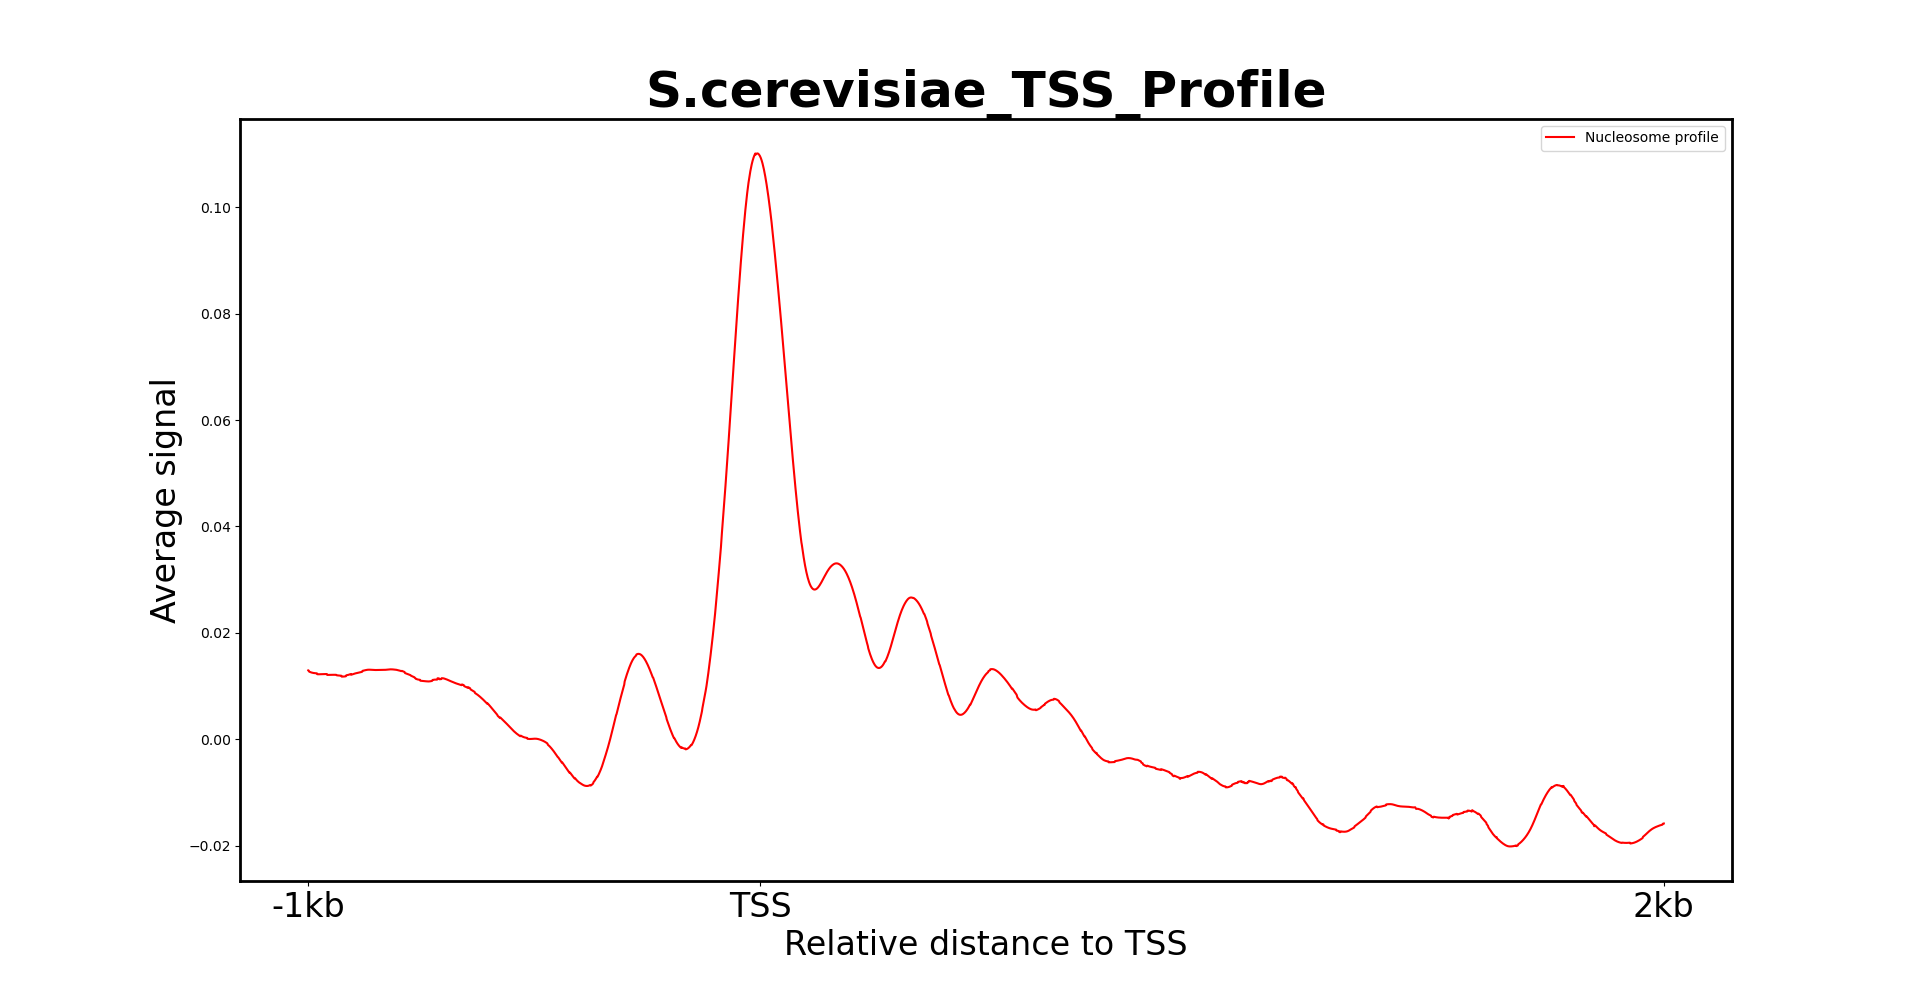 S.cerevisiae_TSS_Profile
Nucleosome profile
0.10
0.08
0.06
0.04
0.02
0.00
−0.02
Average signal
-1kb TSS 2kb
Relative distance to TSS